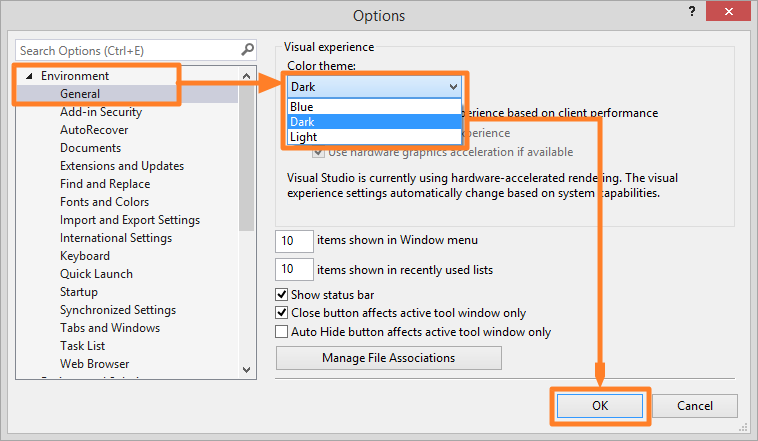 Options
?
Search Options (Ctrl+E)
Environment
General
Add-in Security
AutoRecover
Documents
Extensions and Updates
Find and Replace
Fonts and Colors
Import and Export Settings
International Settings
Keyboard
Quick Launch
Startup
Synchronized Settings
Tabs and Windows
Task List
Web Browser
Visual experience
Color theme:
Dark
Blue
Dark
Light
perience based on client performance
perience
Use hardware graphics acceleration if available
Visual Studio is currently using hardware-accelerated rendering. The visual
experience settings automatically change based on system capabilities.
10 items shown in Window menu
10 items shown in recently used lists
Show status bar
Close button affects active tool window only
Auto Hide button affects active tool window only
Manage File Associations
OK
Cancel